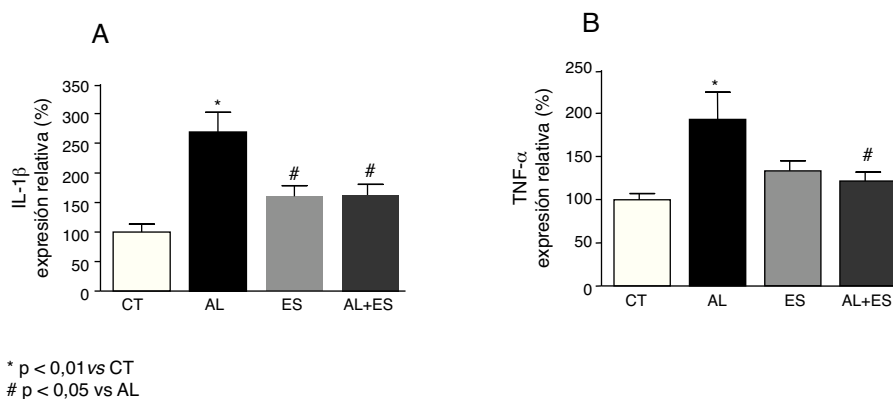 A
IL-1β
expresión relativa (%)
350
300
250
200
150
100
50
0
*
#
#
CT
AL
ES
AL+ES
B
TNF-α
expresión relativa (%)
250
200
150
100
50
0
*
#
CT
AL
ES
AL+ES
* p < 0,01 vs CT
# p < 0,05 vs AL